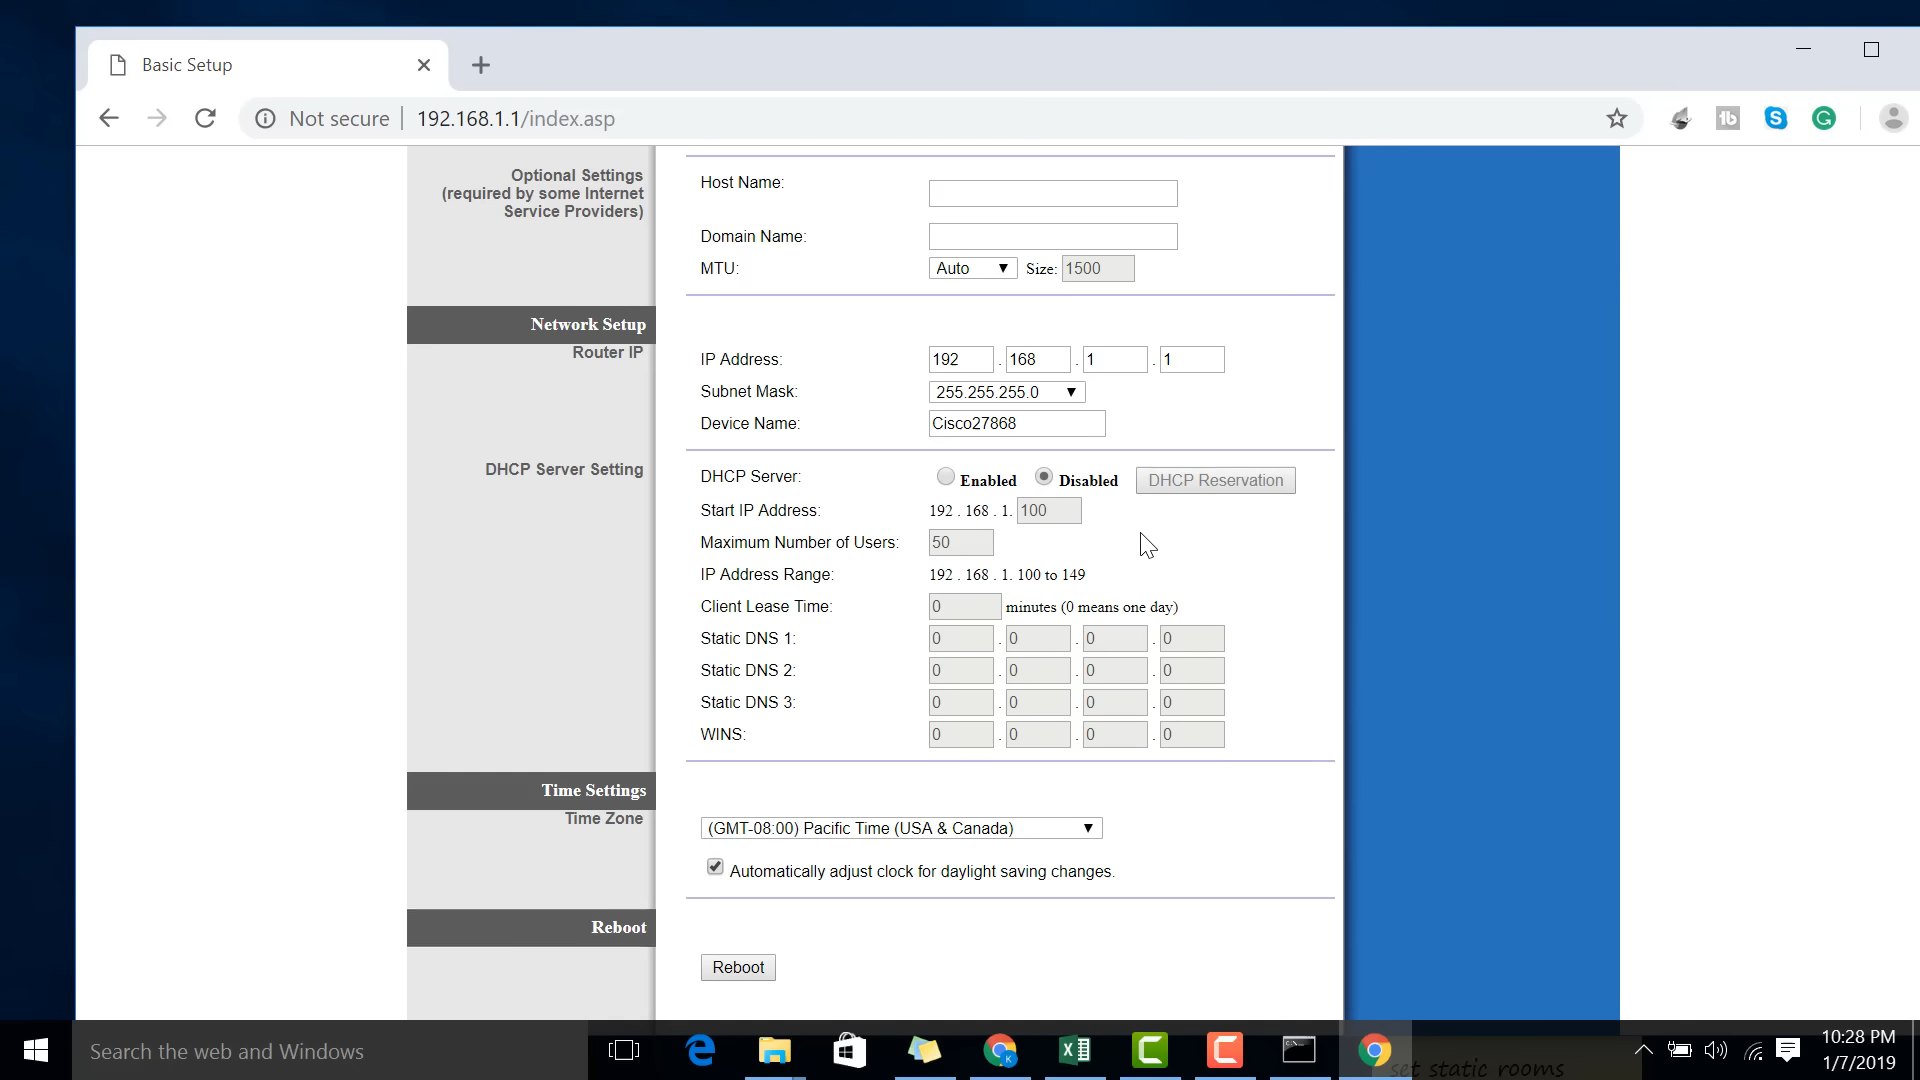 Basic Setup
Not secure | 192.168.1.1/index.asp
Optional Settings
(required by some Internet
Service Providers)
Host Name:
Domain Name:
MTU: Auto Size: 1500
Network Setup
Router IP
IP Address: 192 . 168 . 1 . 1
Subnet Mask: 255.255.255.0
Device Name: Cisco27868
DHCP Server Setting
DHCP Server: Enabled Disabled DHCP Reservation
Start IP Address: 192 . 168 . 1. 100
Maximum Number of Users: 50
IP Address Range: 192 . 168 . 1. 100 to 149
Client Lease Time: 0 minutes (0 means one day)
Static DNS 1: 0 . 0 . 0 . 0
Static DNS 2: 0 . 0 . 0 . 0
Static DNS 3: 0 . 0 . 0 . 0
WINS: 0 . 0 . 0 . 0
Time Settings
Time Zone
(GMT-08:00) Pacific Time (USA & Canada)
Automatically adjust clock for daylight saving changes.
Reboot
Reboot
Search the web and Windows
set static rooms
10:28 PM
1/7/2019